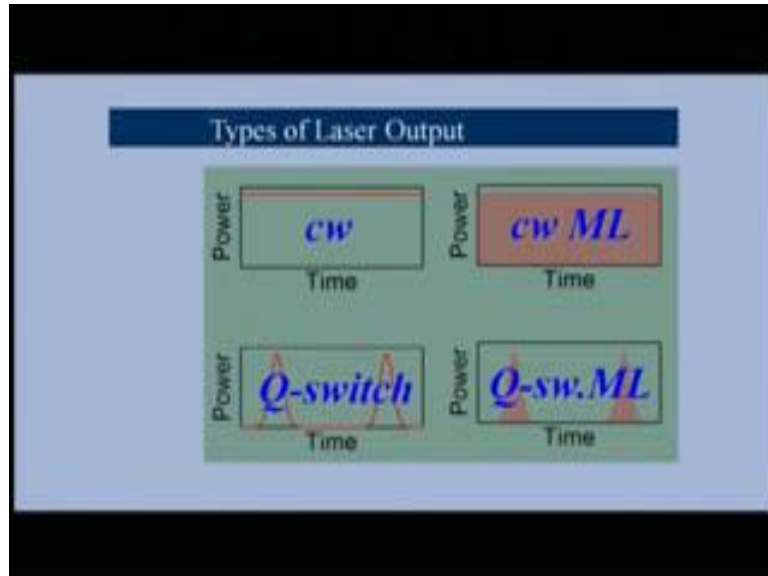 Types of Laser Output
Power
cw
Time
Power
cw ML
Time
Power
Q-switch
Time
Power
Q-sw.ML
Time